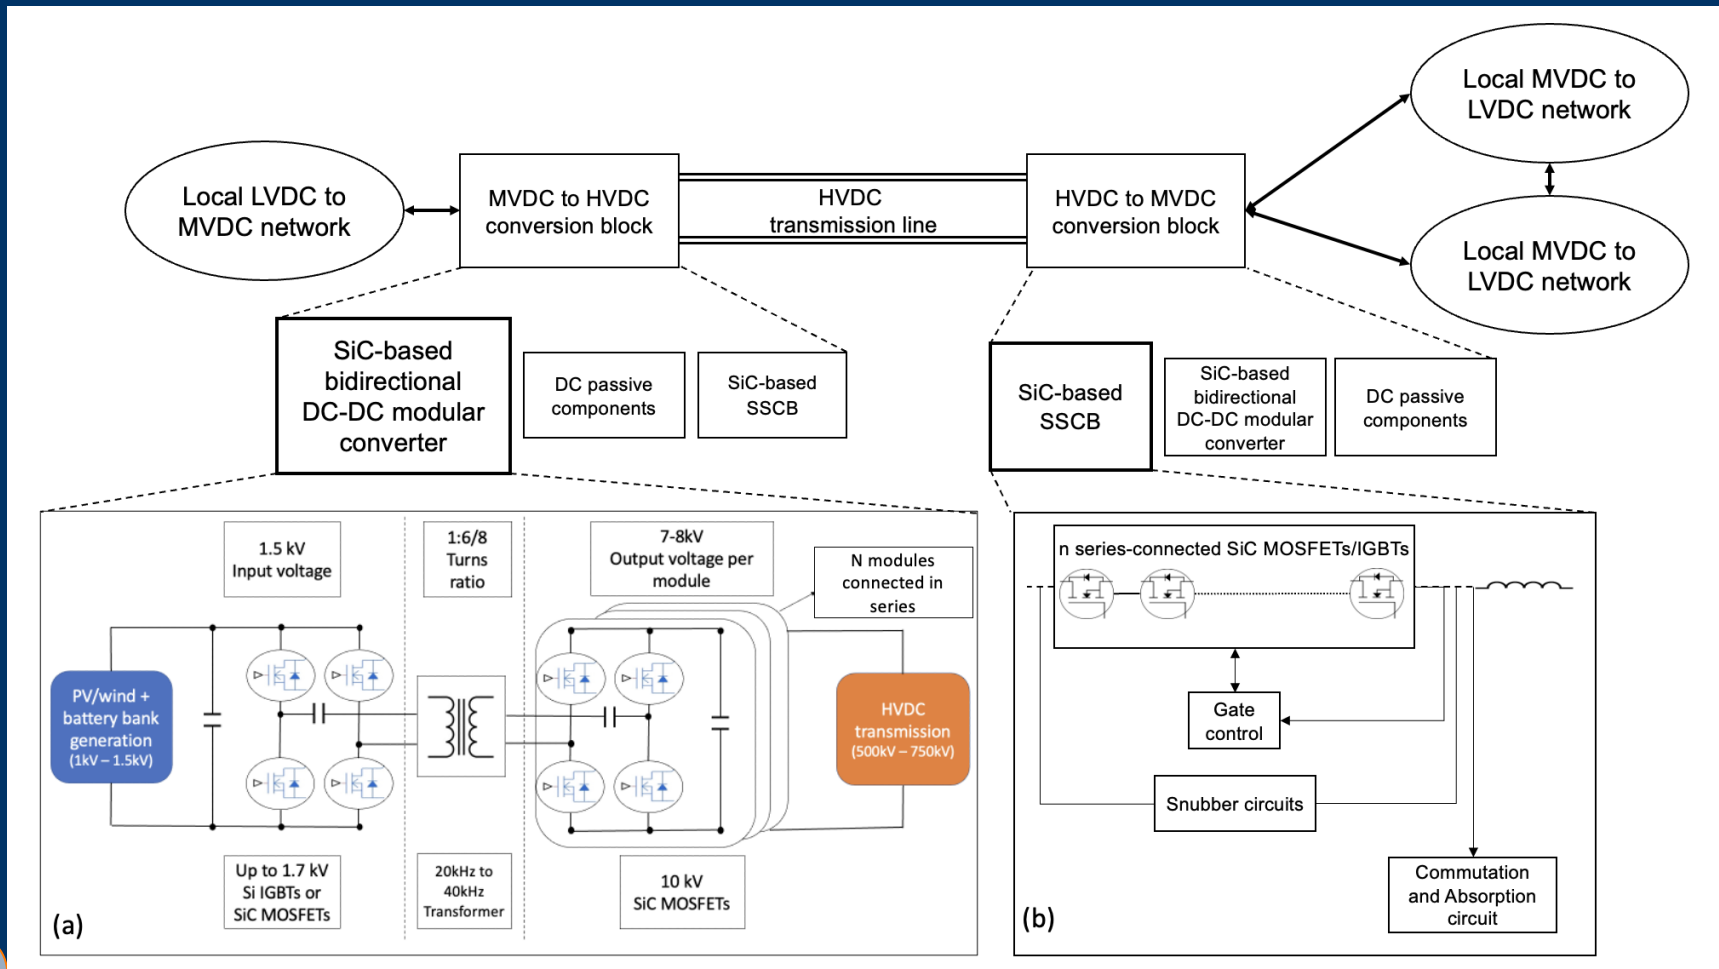 Local MVDC to
LVDC network
Local LVDC to
MVDC network
MVDC to HVDC
conversion block
HVDC
transmission line
HVDC to MVDC
conversion block
Local MVDC to
LVDC network
SiC-based
bidirectional
DC-DC modular
converter
DC passive
components
SiC-based
SSCB
SiC-based
SSCB
SiC-based
bidirectional
DC-DC modular
converter
DC passive
components
1.5 kV
Input voltage
1:6/8
Turns
ratio
7-8kV
Output voltage per
module
N modules
connected in
series
PV/wind +
battery bank
generation
(1kV – 1.5kV)
HVDC
transmission
(500kV – 750kV)
Up to 1.7 kV
Si IGBTs or
SiC MOSFETs
20kHz to
40kHz
Transformer
10 kV
SiC MOSFETs
(a)
n series-connected SiC MOSFETs/IGBTs
Gate
control
Snubber circuits
Commutation
and Absorption
circuit
(b)